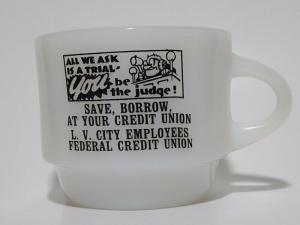 ALL WE ASK
IS A TRIAL-
You be
the judge!
SAVE, BORROW,
AT YOUR CREDIT UNION
L. V. CITY EMPLOYEES
FEDERAL CREDIT UNION